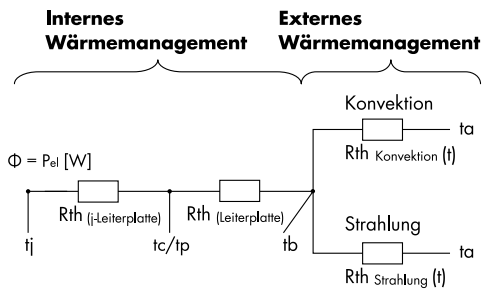 Internes
Wärmemanagement
Externes
Wärmemanagement
Konvektion
ta
Rth Konvektion (t)
Φ = Pel [W]
Rth (j-Leiterplatte)
Rth (Leiterplatte)
tj
tc/tp
tb
Strahlung
ta
Rth Strahlung (t)